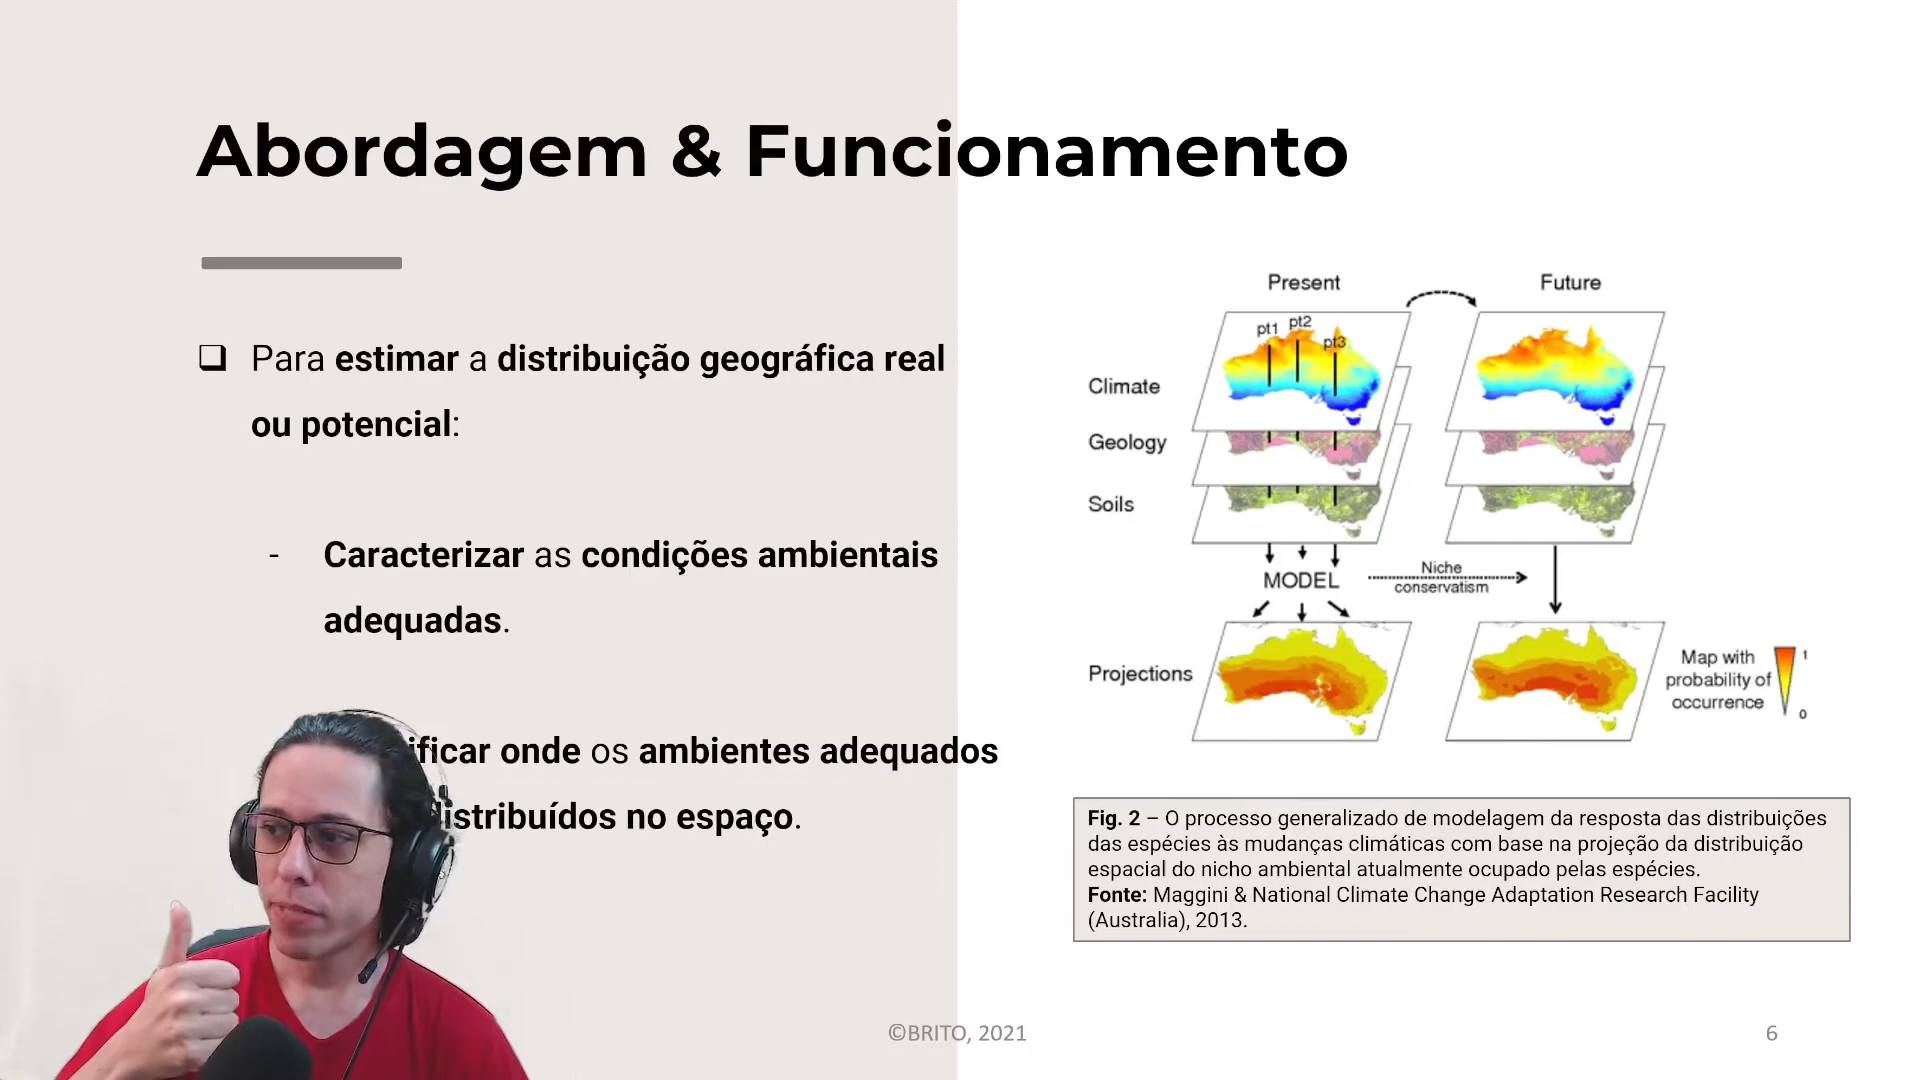 Abordagem & Funcionamento
❑ Para estimar a distribuição geográfica real
ou potencial:
- Caracterizar as condições ambientais
adequadas.
onde os ambientes adequados
no espaço.
Present
Future
pt1
pt2
pt3
Climate
Geology
Soils
MODEL
Niche
conservatism
Projections
Map with
probability of
occurrence
1
0
Fig. 2 – O processo generalizado de modelagem da resposta das distribuições
das espécies às mudanças climáticas com base na projeção da distribuição
espacial do nicho ambiental atualmente ocupado pelas espécies.
Fonte: Maggini & National Climate Change Adaptation Research Facility
(Australia), 2013.
©BRITO, 2021
6